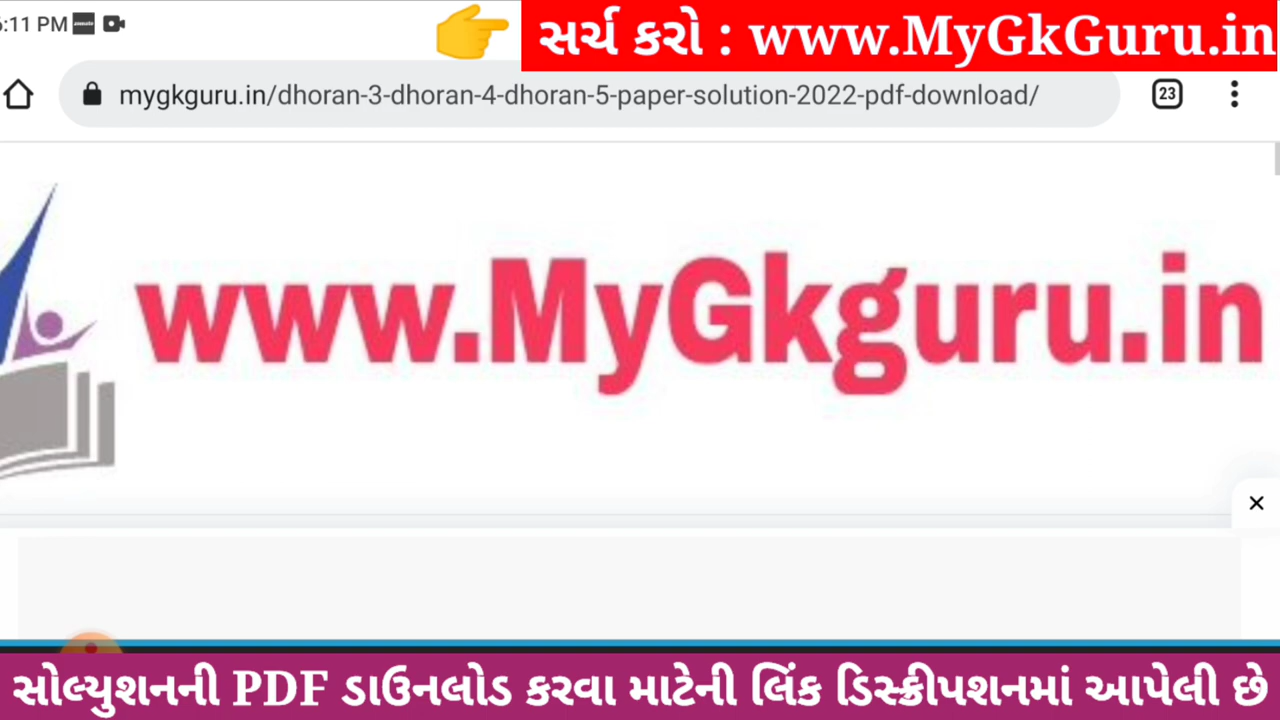 6:11 PM
સર્ચ કરો : www.MyGkGuru.in
mygkguru.in/dhoran-3-dhoran-4-dhoran-5-paper-solution-2022-pdf-download/
23
www.MyGkguru.in
સોલ્યુશનની PDF ડાઉનલોડ કરવા માટેની લિંક ડિસ્ક્રીપશનમાં આપેલી છે